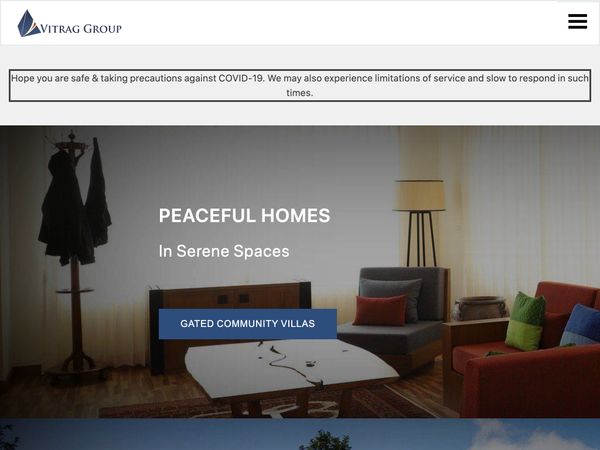 VITRAG GROUP
Hope you are safe & taking precautions against COVID-19. We may also experience limitations of service and slow to respond in such
times.
PEACEFUL HOMES
In Serene Spaces
GATED COMMUNITY VILLAS